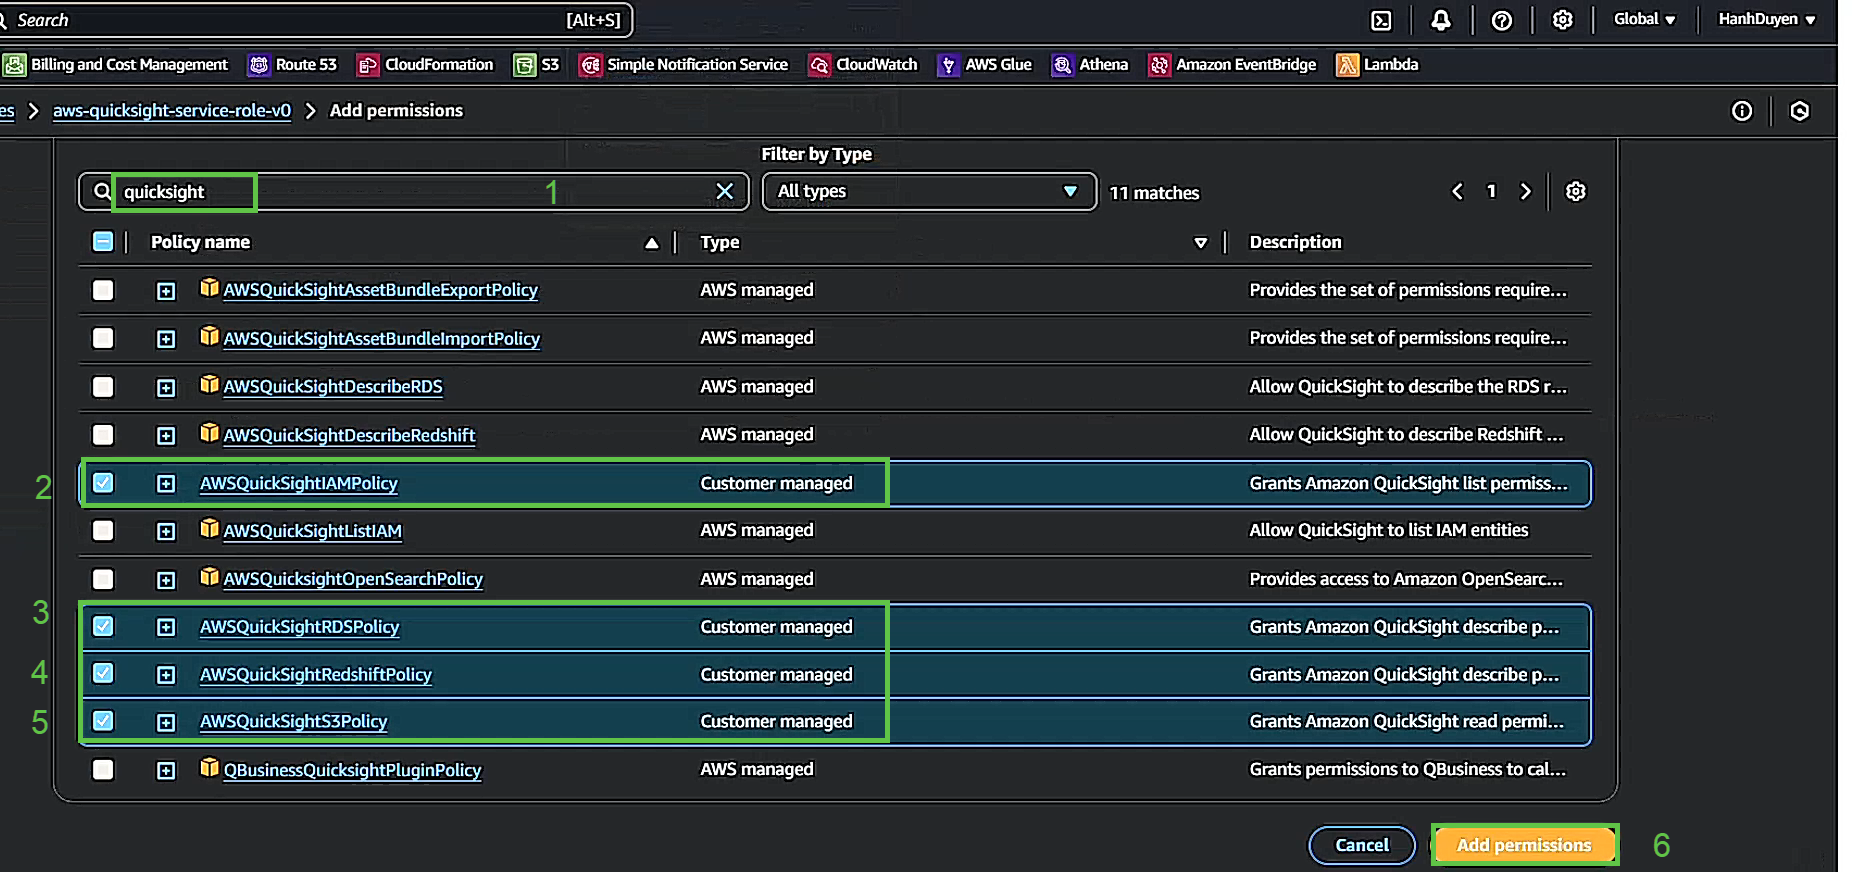 Search [Alt+S] Global HanhDuyen
Billing and Cost Management Route 53 CloudFormation S3 Simple Notification Service CloudWatch AWS Glue Athena Amazon EventBridge Lambda
es > aws-quicksight-service-role-v0 > Add permissions
Filter by Type
quicksight 1 All types 11 matches 1
Policy name Type Description
AWSQuickSightAssetBundleExportPolicy AWS managed Provides the set of permissions require...
AWSQuickSightAssetBundleImportPolicy AWS managed Provides the set of permissions require...
AWSQuickSightDescribeRDS AWS managed Allow QuickSight to describe the RDS r...
AWSQuickSightDescribeRedshift AWS managed Allow QuickSight to describe Redshift ...
2 AWSQuickSightIAMPolicy Customer managed Grants Amazon QuickSight list permiss...
AWSQuickSightListIAM AWS managed Allow QuickSight to list IAM entities
AWSQuicksightOpenSearchPolicy AWS managed Provides access to Amazon OpenSearc...
3 AWSQuickSightRDSPolicy Customer managed Grants Amazon QuickSight describe p...
4 AWSQuickSightRedshiftPolicy Customer managed Grants Amazon QuickSight describe p...
5 AWSQuickSightS3Policy Customer managed Grants Amazon QuickSight read permi...
QBusinessQuicksightPluginPolicy AWS managed Grants permissions to QBusiness to cal...
Cancel Add permissions 6